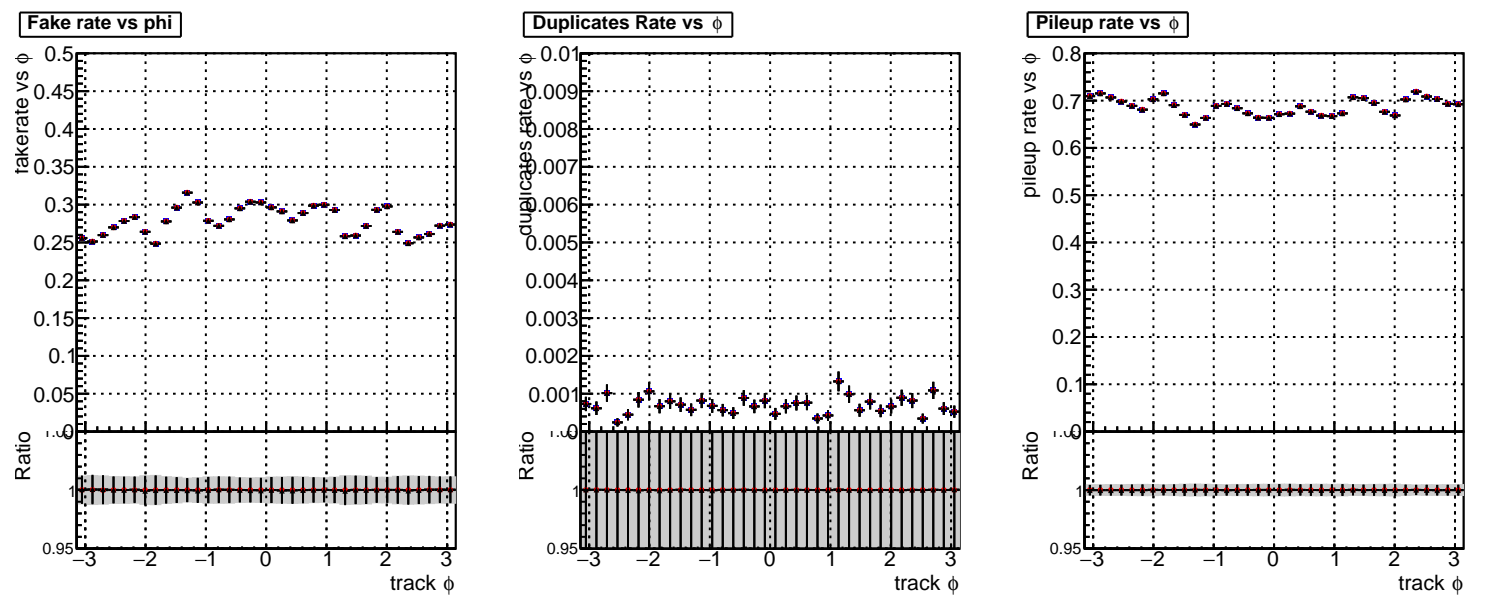 Fake rate vs phi
fakerate vs ϕ
0.5
0.45
0.4
0.35
0.3
0.25
0.2
0.15
0.1
0.05
0
Ratio
1
0.95
−3 −2 −1 0 1 2 3
track ϕ
Duplicates Rate vs ϕ
duplicates rate vs ϕ
0.01
0.009
0.008
0.007
0.006
0.005
0.004
0.003
0.002
0.001
0
Ratio
1
0.95
−3 −2 −1 0 1 2 3
track ϕ
Pileup rate vs ϕ
pileup rate vs ϕ
0.8
0.7
0.6
0.5
0.4
0.3
0.2
0.1
0
Ratio
1
0.95
−3 −2 −1 0 1 2 3
track ϕ